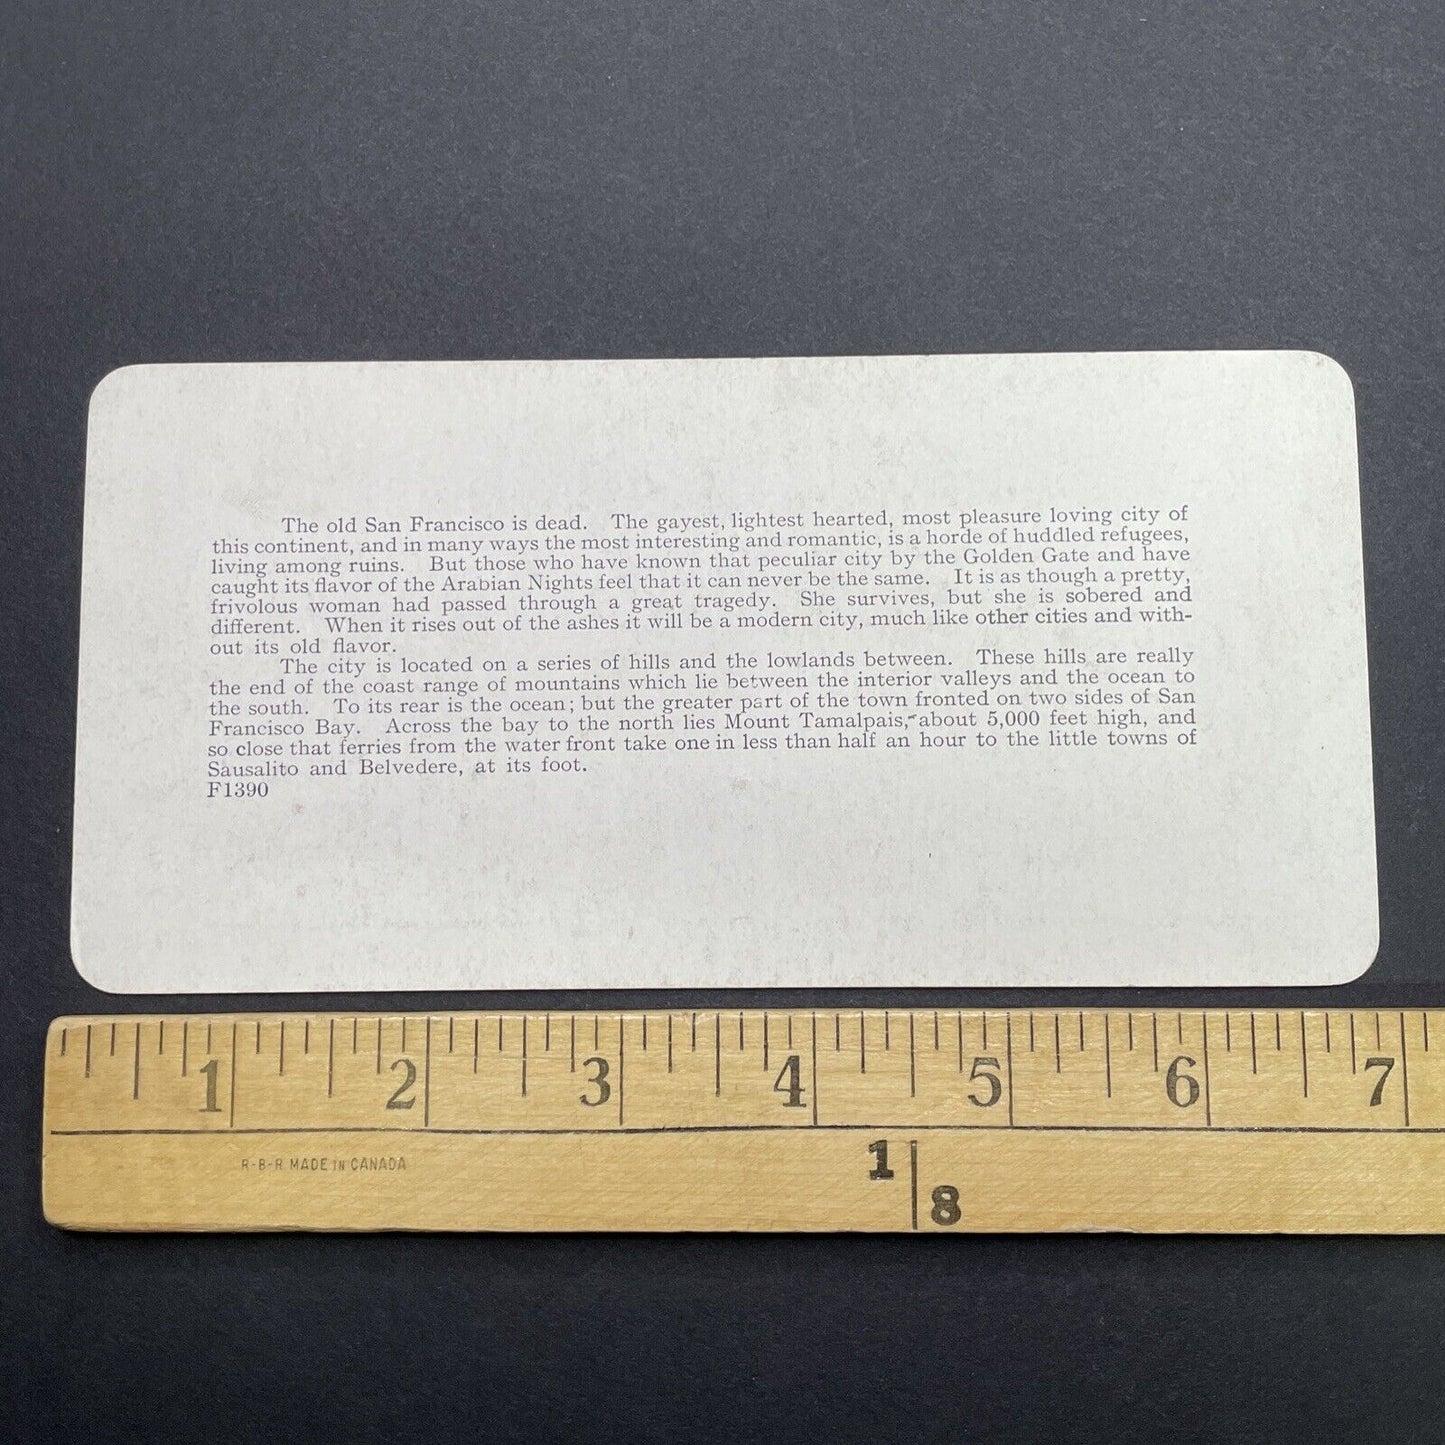 The old San Francisco is dead. The gayest, lightest hearted, most pleasure loving city of
this continent, and in many ways the most interesting and romantic, is a horde of huddled refugees,
living among ruins. But those who have known that peculiar city by the Golden Gate and have
caught its flavor of the Arabian Nights feel that it can never be the same. It is as though a pretty,
frivolous woman had passed through a great tragedy. She survives, but she is sobered and
different. When it rises out of the ashes it will be a modern city, much like other cities and with-
out its old flavor.
The city is located on a series of hills and the lowlands between. These hills are really
the end of the coast range of mountains which lie between the interior valleys and the ocean to
the south. To its rear is the ocean; but the greater part of the town fronted on two sides of San
Francisco Bay. Across the bay to the north lies Mount Tamalpais, about 5,000 feet high, and
so close that ferries from the water front take one in less than half an hour to the little towns of
Sausalito and Belvedere, at its foot.
F1390
1 2 3 4 5 6 7
R-B-R MADE IN CANADA
1
8